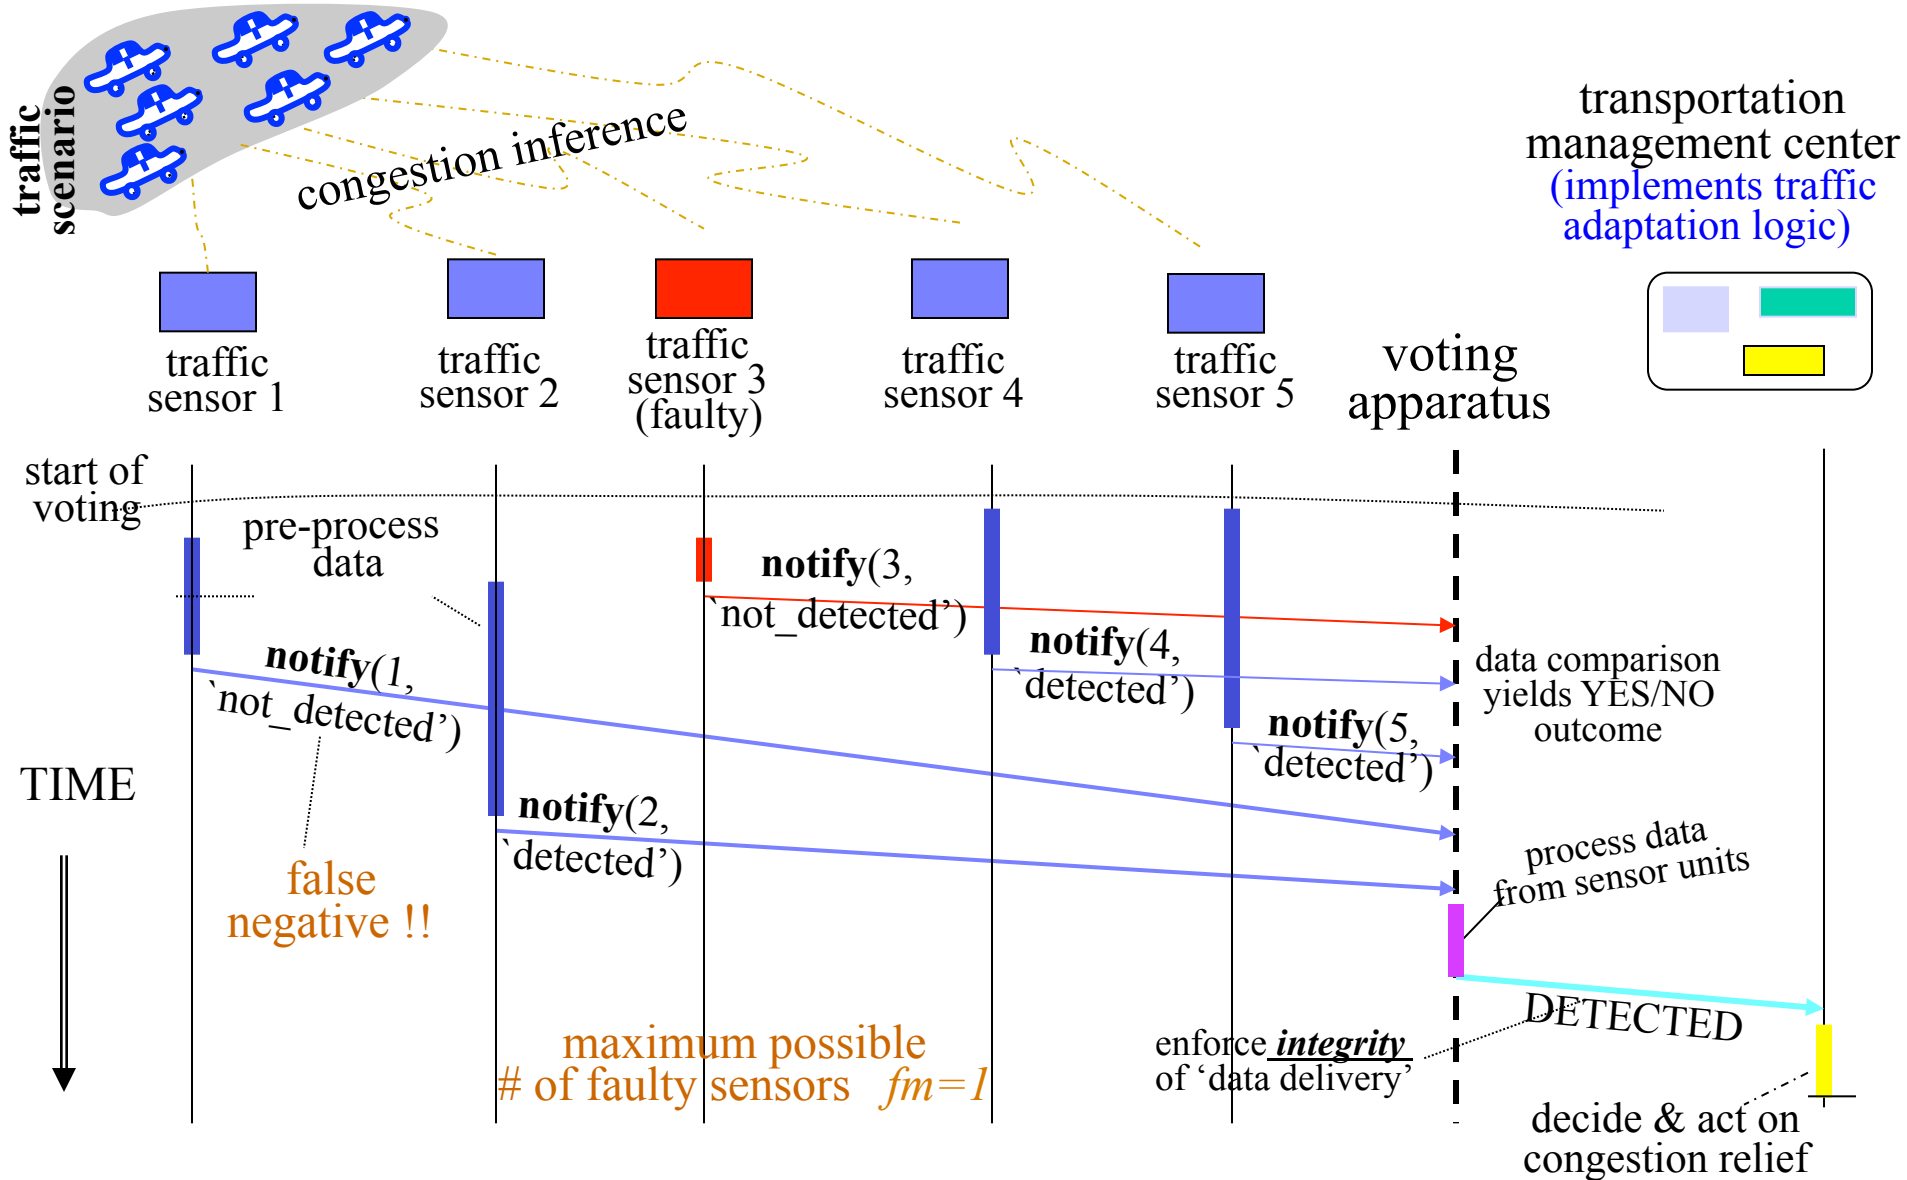 traffic
scenario
congestion inference
transportation
management center
(implements traffic
adaptation logic)
traffic
sensor 1
traffic
sensor 2
traffic
sensor 3
(faulty)
traffic
sensor 4
traffic
sensor 5
voting
apparatus
start of
voting
pre-process
data
notify(3,
`not_detected’)
notify(4,
`detected’)
notify(1,
`not_detected’)
notify(5,
`detected’)
data comparison
yields YES/NO
outcome
TIME
notify(2,
`detected’)
false
negative !!
process data
from sensor units
DETECTED
maximum possible
# of faulty sensors fm=1
enforce integrity
of ‘data delivery’
decide & act on
congestion relief